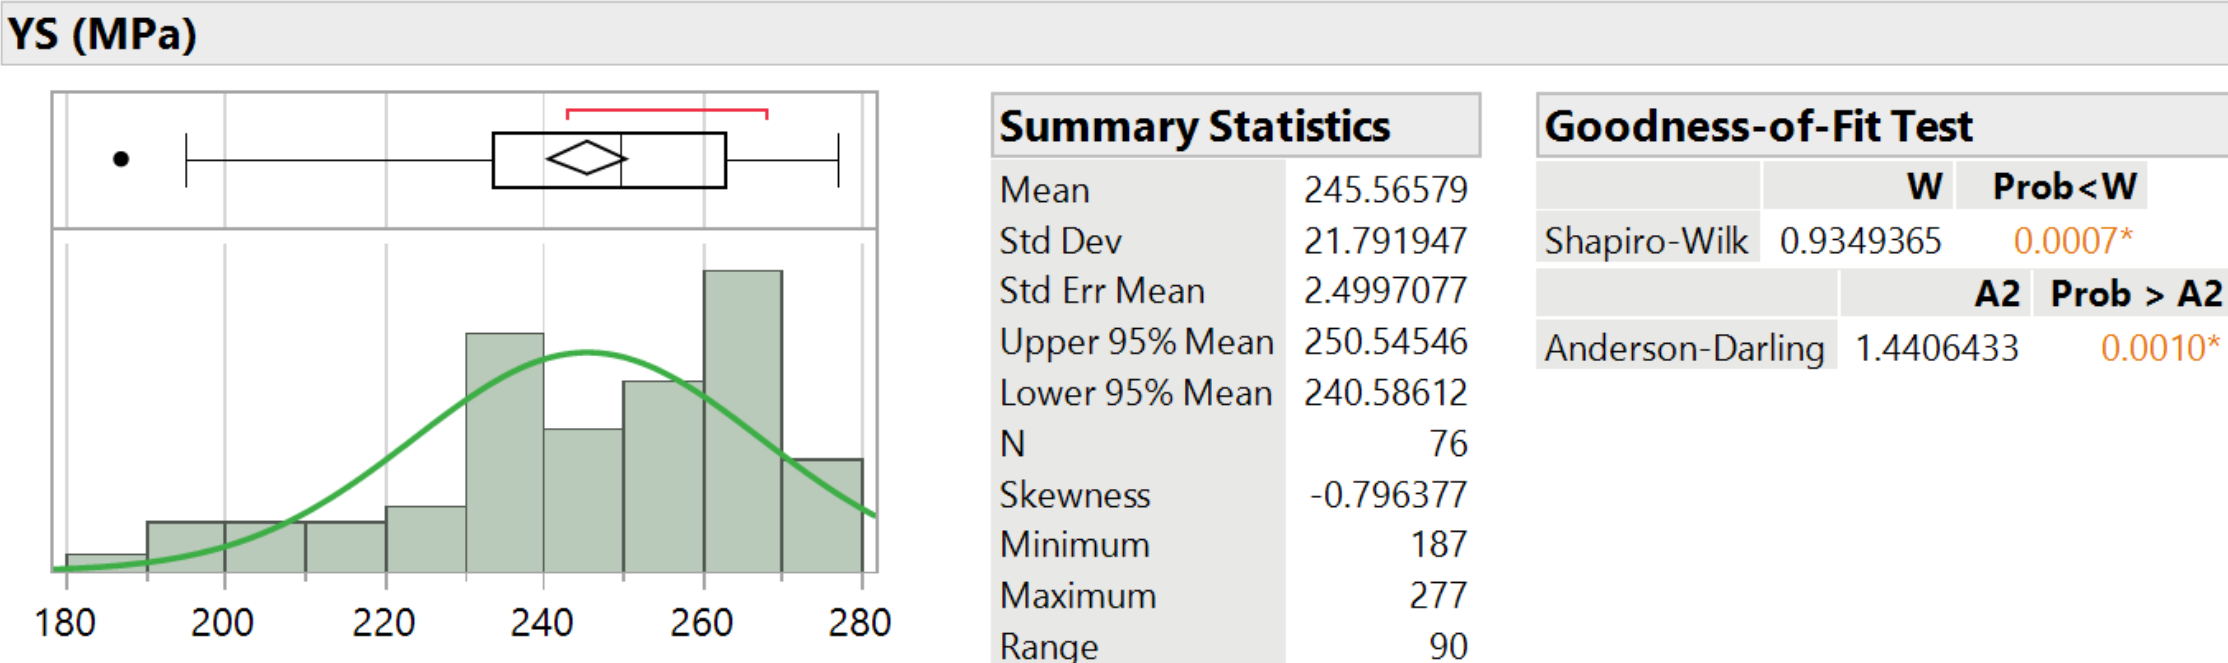 YS (MPa)
180 200 220 240 260 280
Summary Statistics
Mean 245.56579
Std Dev 21.791947
Std Err Mean 2.4997077
Upper 95% Mean 250.54546
Lower 95% Mean 240.58612
N 76
Skewness -0.796377
Minimum 187
Maximum 277
Range 90
Goodness-of-Fit Test
W Prob<W
Shapiro-Wilk 0.9349365 0.0007*
A2 Prob > A2
Anderson-Darling 1.4406433 0.0010*